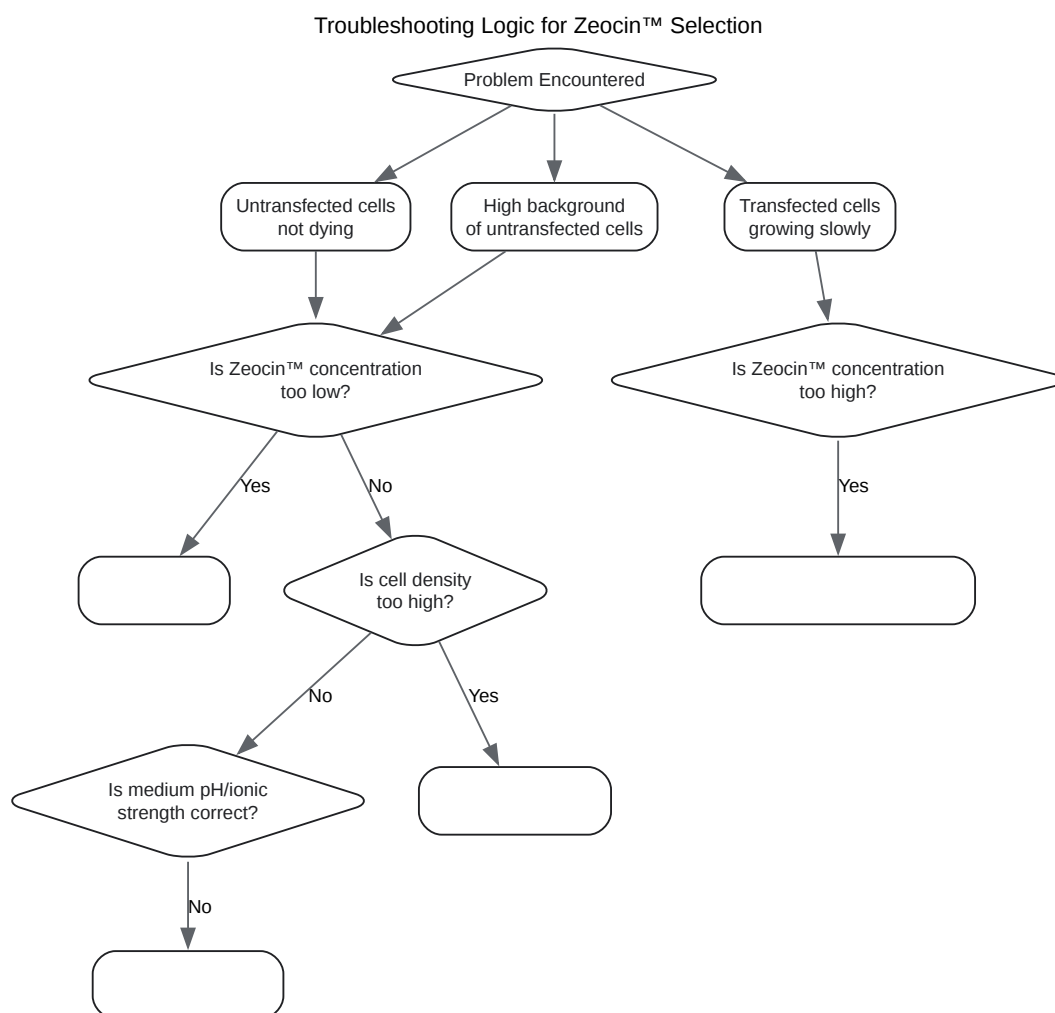 Troubleshooting Logic for Zeocin™ Selection
Problem Encountered
Untransfected cells
not dying
High background
of untransfected cells
Transfected cells
growing slowly
Is Zeocin™ concentration
too low?
Is Zeocin™ concentration
too high?
Yes
No
Yes
Is cell density
too high?
No
Yes
Is medium pH/ionic
strength correct?
No